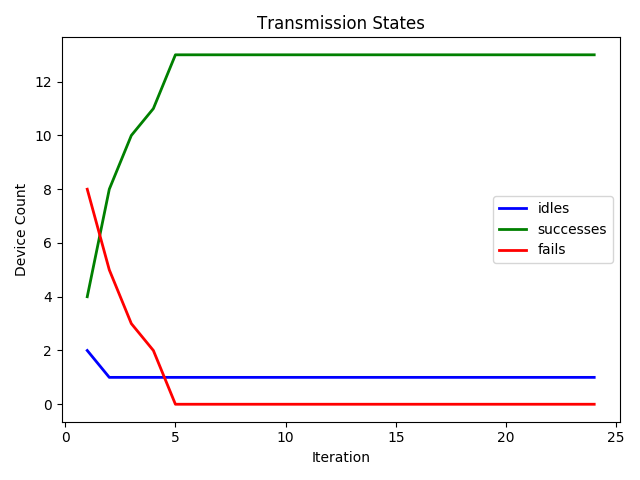 Transmission States
Device Count
12
10
8
6
4
2
0
idles
successes
fails
0 5 10 15 20 25
Iteration